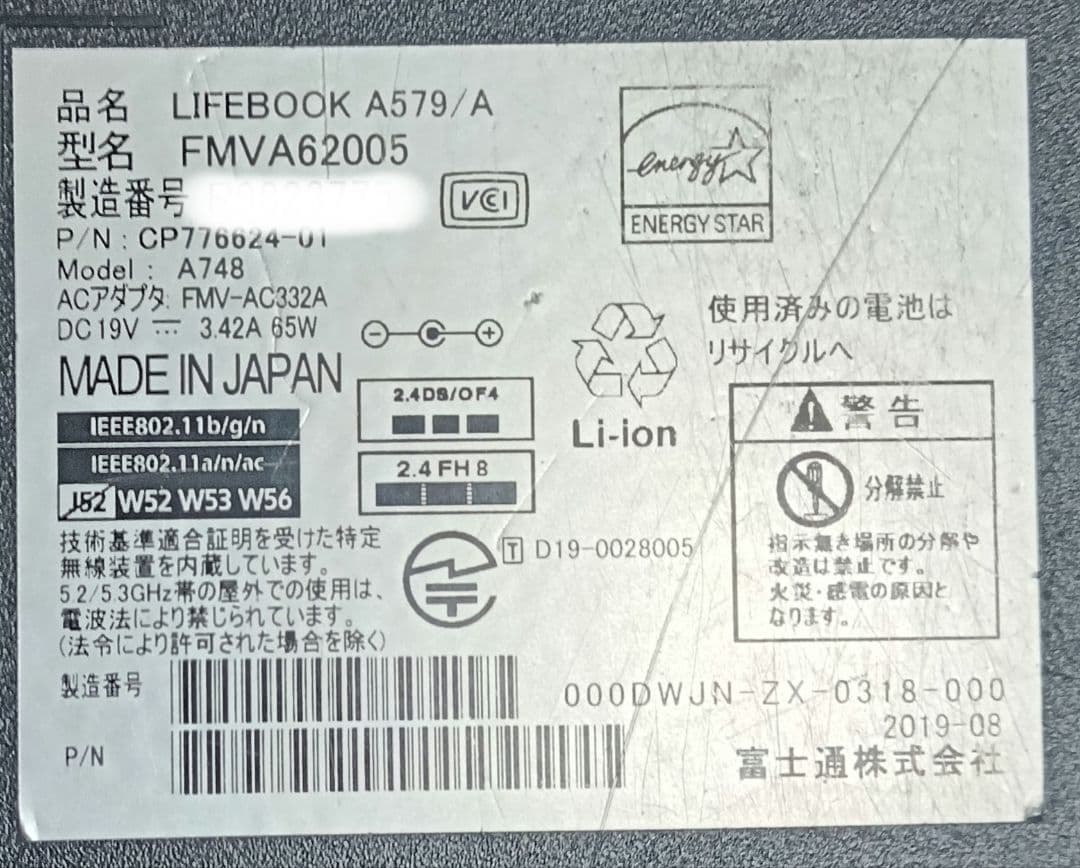 品名 LIFEBOOK A579/A
型名 FMVA62005
製造番号
VCCI
P/N : CP776624-01
Model : A748
ACアダプタ: FMV-AC332A
DC19V ⎓ 3.42A 65W
MADE IN JAPAN
energy
ENERGY STAR
使用済みの電池は
リサイクルへ
Li-ion
IEEE802.11b/g/n
IEEE802.11a/n/ac
J52 W52 W53 W56
2.4DS/OF4
2.4FH8
警告
分解禁止
指示無き場所の分解や
改造は禁止です。
火災・感電の原因と
なります。
技術基準適合証明を受けた特定
無線装置を内蔵しています。
5.2/5.3GHz帯の屋外での使用は、
電波法により禁じられています。
(法令により許可された場合を除く)
T D19-0028005
製造番号
P/N
000DWJN-ZX-0318-000
2019-08
富士通株式会社